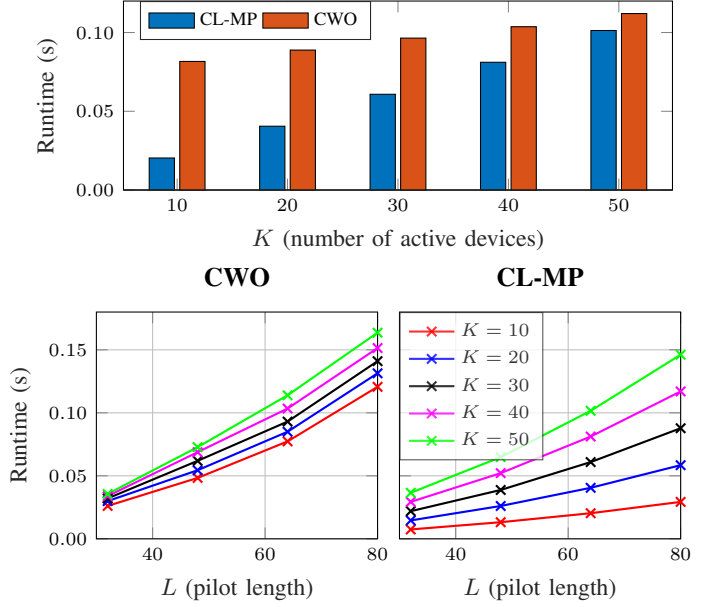 CL-MP CWO
0.10
0.05
0.00
Runtime (s)
10 20 30 40 50
K (number of active devices)
CWO CL-MP
0.15
0.10
0.05
0.00
Runtime (s)
K = 10
K = 20
K = 30
K = 40
K = 50
40 60 80 40 60 80
L (pilot length) L (pilot length)